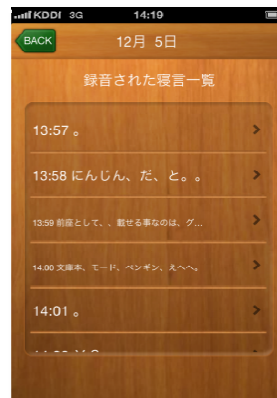 KDDI 3G 14:19
BACK
12月 5日
録音された寝言一覧
13:57 。
13:58 にんじん、だ、と。。
13:59 前座として、、載せる事なのは、グ...
14:00 文庫本、モード、ペンギン、えへへ。
14:01 。